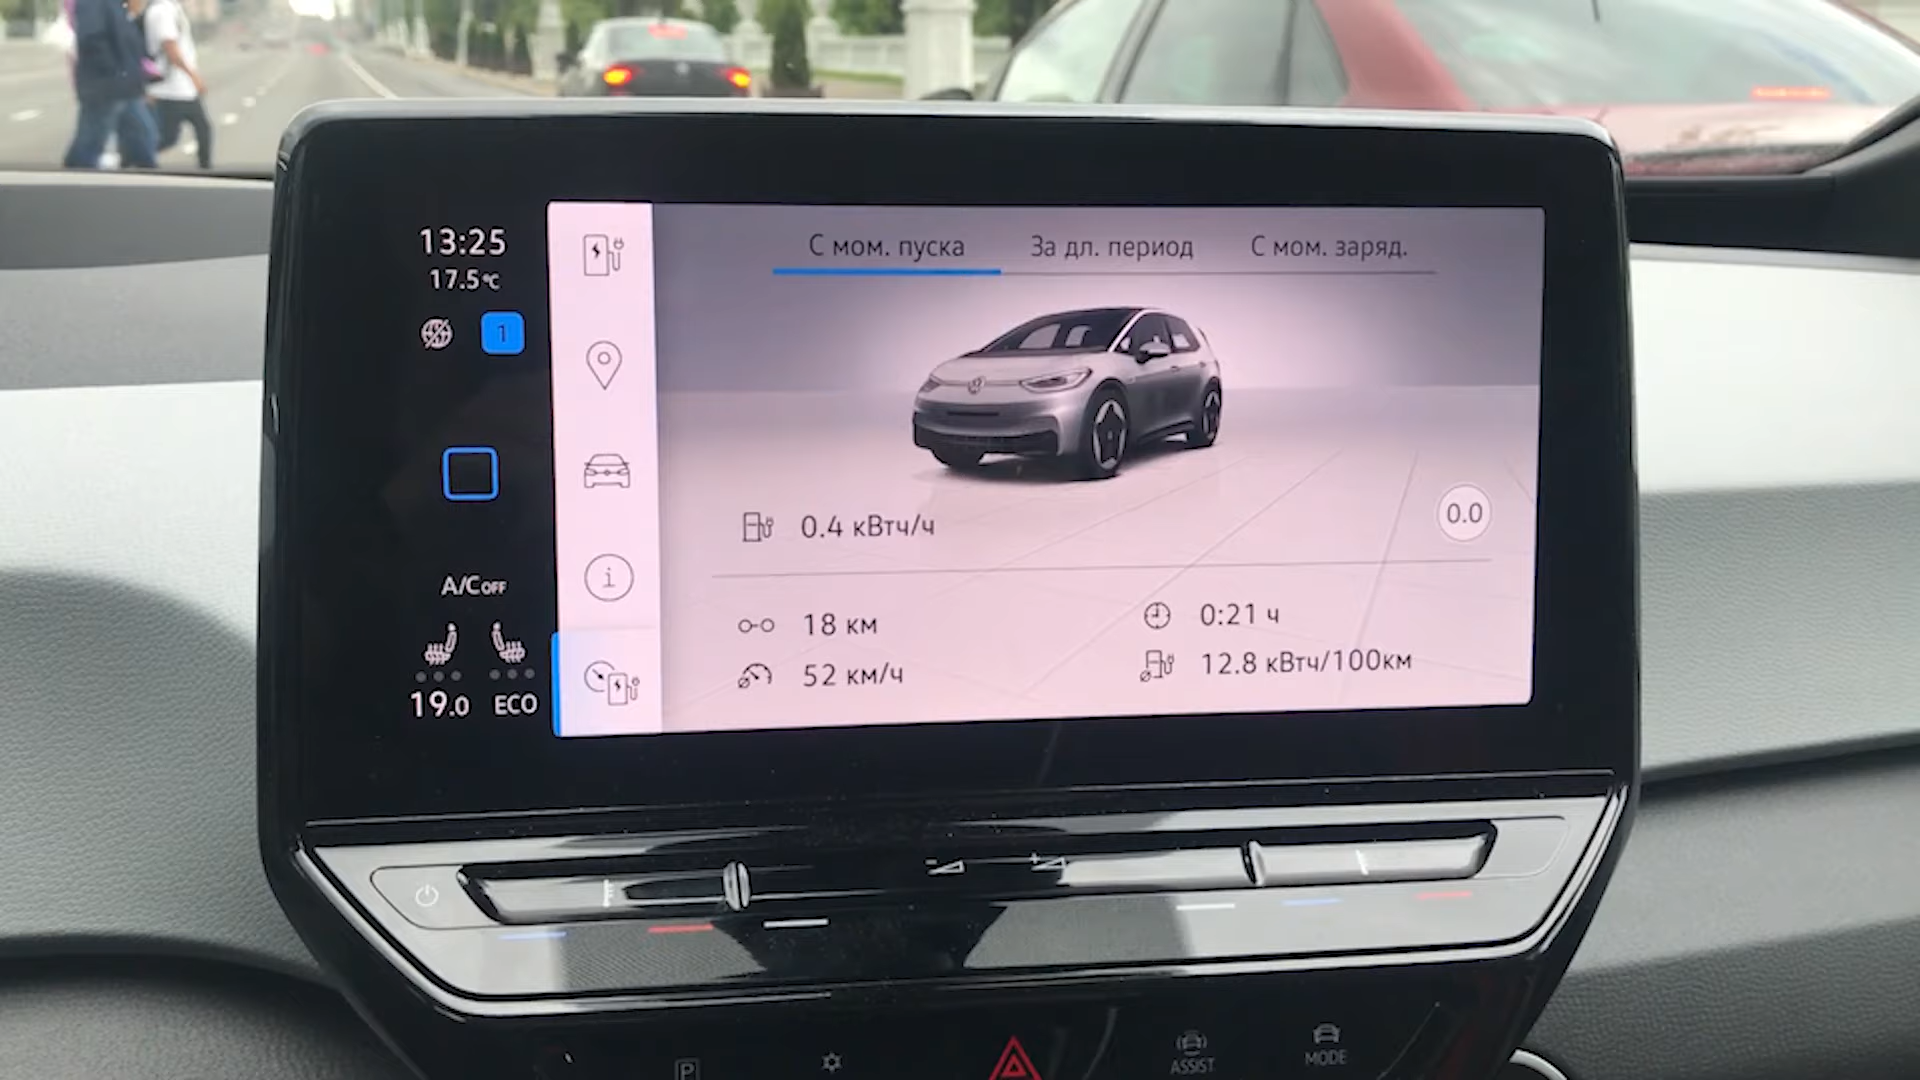 13:25
17.5°C
1
С мом. пуска
За дл. период
С мом. заряд.
0.4 кВтч/ч
0.0
18 км
0:21 ч
52 км/ч
12.8 кВтч/100км
A/C OFF
19.0
ECO
P
ASSIST
MODE